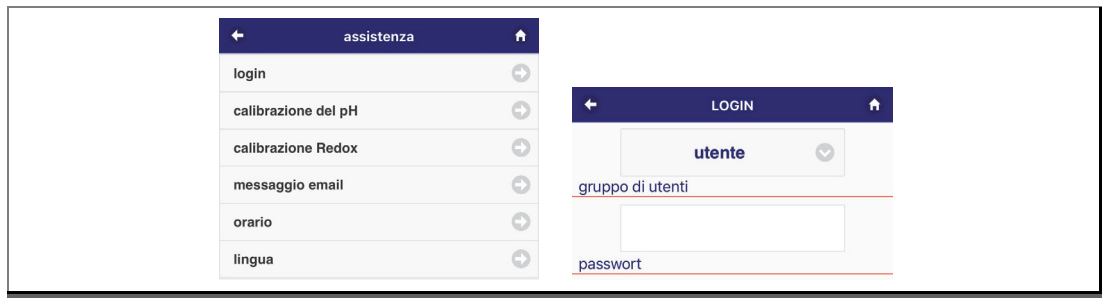 assistenza
login
calibrazione del pH
calibrazione Redox
messaggio email
orario
lingua
LOGIN
utente
gruppo di utenti
passwort